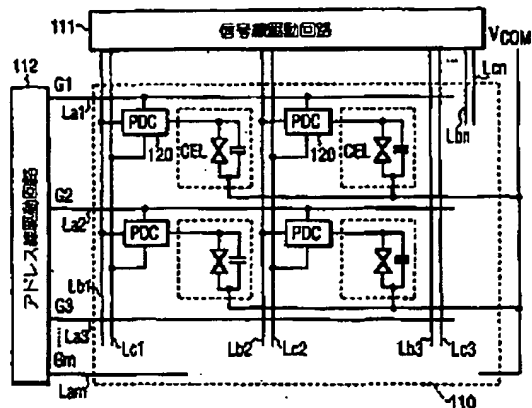 111
信号線駆動回路
VCOM
112
アドレス線駆動回路
G1
La1
PDC
120
CEL
PDC
120
CEL
Lbn
Lcn
G2
La2
PDC
PDC
Lb1
G3
La3
Lc1
Lb2
Lc2
Lb3
Lc3
Gm
Lam
110